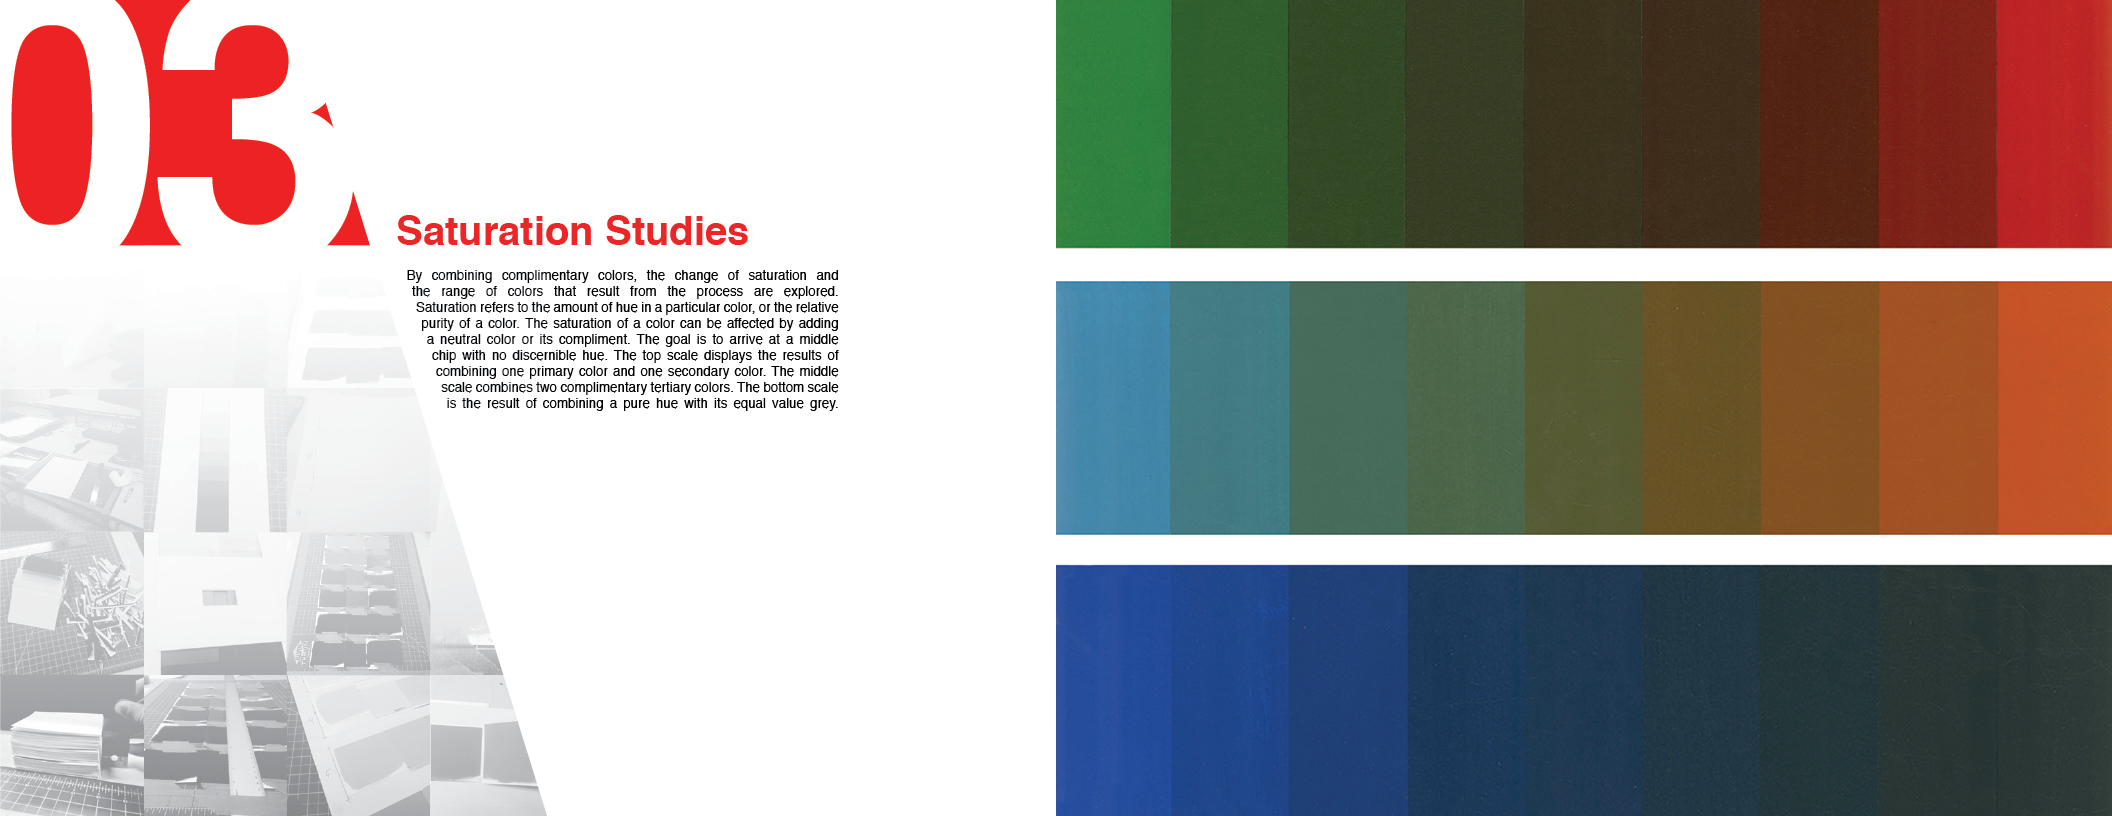 03
Saturation Studies
By combining complimentary colors, the change of saturation and
the range of colors that result from the process are explored.
Saturation refers to the amount of hue in a particular color, or the relative
purity of a color. The saturation of a color can be affected by adding
a neutral color or its compliment. The goal is to arrive at a middle
chip with no discernible hue. The top scale displays the results of
combining one primary color and one secondary color. The middle
scale combines two complimentary tertiary colors. The bottom scale
is the result of combining a pure hue with its equal value grey.